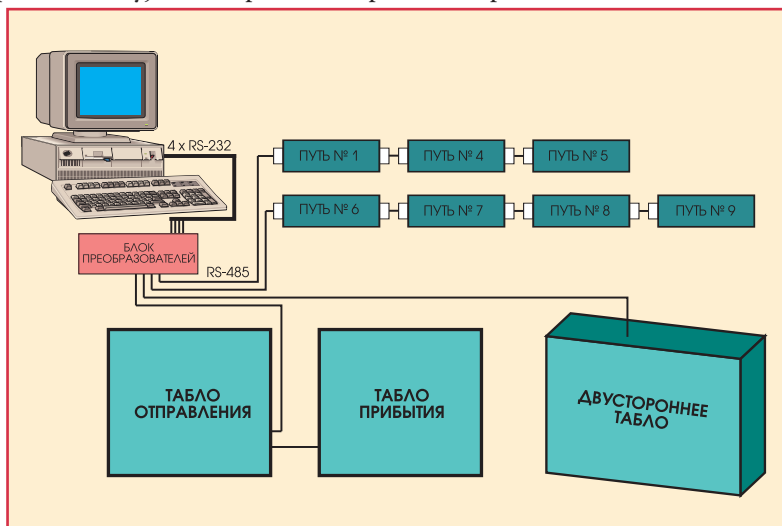 4 x RS-232
ПУТЬ № 1
ПУТЬ № 4
ПУТЬ № 5
ПУТЬ № 6
ПУТЬ № 7
ПУТЬ № 8
ПУТЬ № 9
БЛОК
ПРЕОБРАЗОВАТЕЛЕЙ
RS-485
ТАБЛО
ОТПРАВЛЕНИЯ
ТАБЛО
ПРИБЫТИЯ
ДВУСТОРОННЕЕ
ТАБЛО